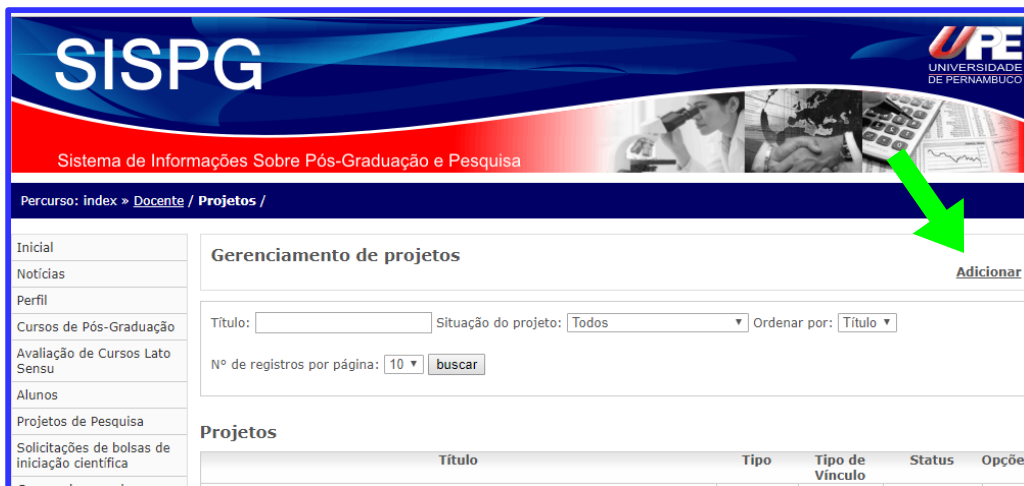 SISPG
UPE
UNIVERSIDADE
DE PERNAMBUCO
Sistema de Informações Sobre Pós-Graduação e Pesquisa
Percurso: index » Docente / Projetos /
Inicial
Notícias
Perfil
Cursos de Pós-Graduação
Avaliação de Cursos Lato
Sensu
Alunos
Projetos de Pesquisa
Solicitações de bolsas de
iniciação científica
Gerenciamento de projetos
Adicionar
Título: Situação do projeto: Todos Ordenar por: Título
Nº de registros por página: 10 buscar
Projetos
Título Tipo Tipo de Vínculo Status Opçõe